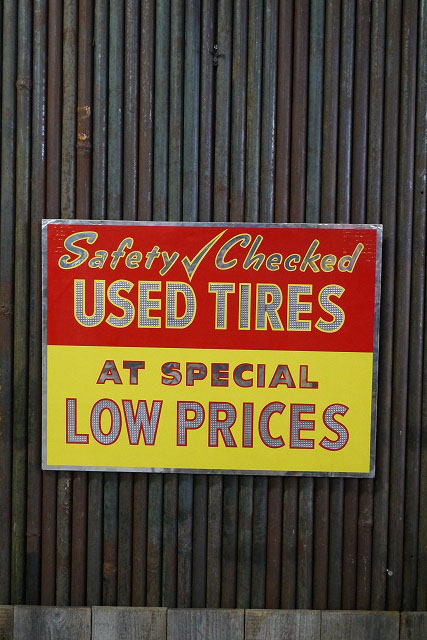 Safety✓Checked
USED TIRES
AT SPECIAL
LOW PRICES